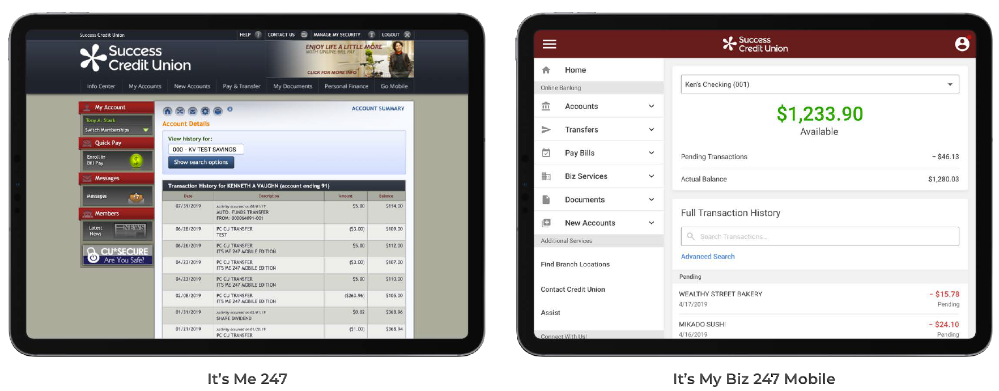 Success Credit Union
HELP
CONTACT US
MANAGE MY SECURITY
LOGOUT
Success
Credit Union
ENJOY LIFE A LITTLE MORE
WITH ONLINE BILL PAY
CLICK FOR MORE INFO
Info Center
My Accounts
New Accounts
Pay & Transfer
My Documents
Personal Finance
Go Mobile
My Account
Tony A. Stark
Switch Memberships
Quick Pay
Enroll in
Bill Pay
Messages
Messages
17
Members
Latest
News
NEWS
CU*SECURE
Are You Safe?
ACCOUNT SUMMARY
Account Details
View history for:
000 - KV TEST SAVINGS
Show search options
Transaction History for KENNETH A VAUGHN (account ending 91)
Date Description Amount Balance
07/31/2019 Activity occurred on 08/01/19 $5.00 $114.00
AUTO. FUNDS TRANSFER
FROM: 000064091-001
06/28/2019 PC CU TRANSFER ($3.00) $109.00
TEST
06/26/2019 PC CU TRANSFER $5.00 $112.00
IT'S ME 247 MOBILE EDITION
04/23/2019 PC CU TRANSFER ($3.00) $107.00
IT'S ME 247 MOBILE EDITION
04/23/2019 PC CU TRANSFER $5.00 $110.00
IT'S ME 247 MOBILE EDITION
02/08/2019 PC CU TRANSFER ($263.96) $105.00
IT'S ME 247 MOBILE EDITION
01/31/2019 Activity occurred on 02/01/19 $0.02 $368.96
SHARE DIVIDEND
01/21/2019 Activity occurred on 01/20/19 ($1.00) $368.94
PC CU TRANSFER
It's Me 247
Success
Credit Union
Home
Online Banking
Accounts
Transfers
Pay Bills
Biz Services
Documents
New Accounts
Additional Services
Find Branch Locations
Contact Credit Union
Assist
Connect With Us!
Ken's Checking (001)
$1,233.90
Available
Pending Transactions − $46.13
Actual Balance $1,280.03
Full Transaction History
Search Transactions...
Advanced Search
Pending
WEALTHY STREET BAKERY − $15.78
4/17/2019 Pending
MIKADO SUSHI − $24.10
4/16/2019 Pending
It's My Biz 247 Mobile